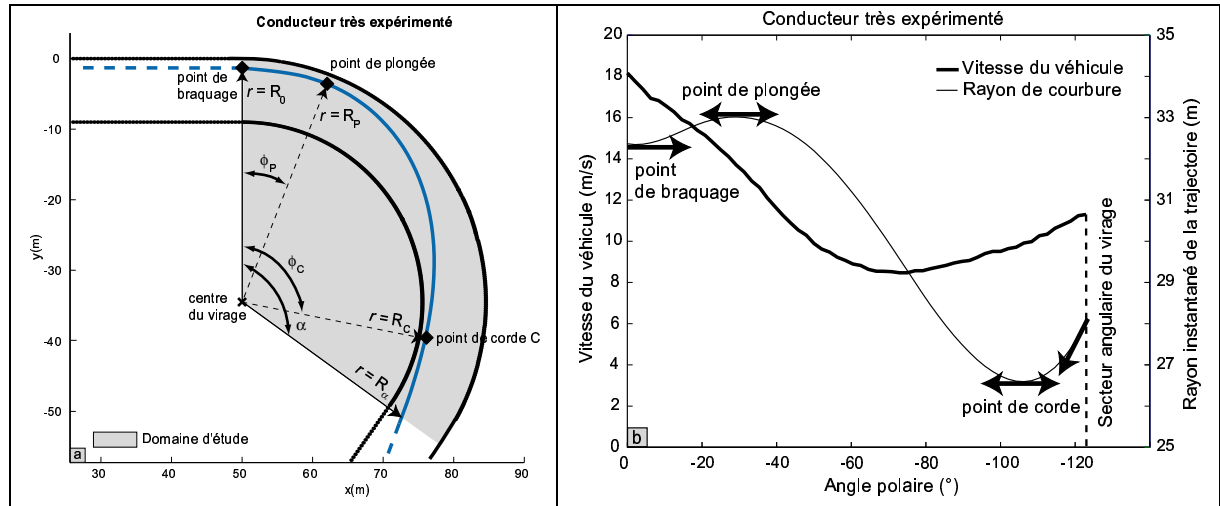 Conducteur très expérimenté
0
-10
-20
-30
-40
-50
y(m)
point de
braquage
point de plongée
r = R0
r = RP
ϕP
ϕC
α
centre
du virage
r = RC
point de corde C
r = Rα
Domaine d'étude
a
30 40 50 60 70 80 90
x(m)
Conducteur très expérimenté
20
18
16
14
12
10
8
6
4
2
0
Vitesse du véhicule (m/s)
Vitesse du véhicule
Rayon de courbure
point de plongée
point
de braquage
point de corde
b
0 -20 -40 -60 -80 -100 -120
Angle polaire (°)
Secteur angulaire du virage
35
33
31
29
27
25
Rayon instantané de la trajectoire (m)